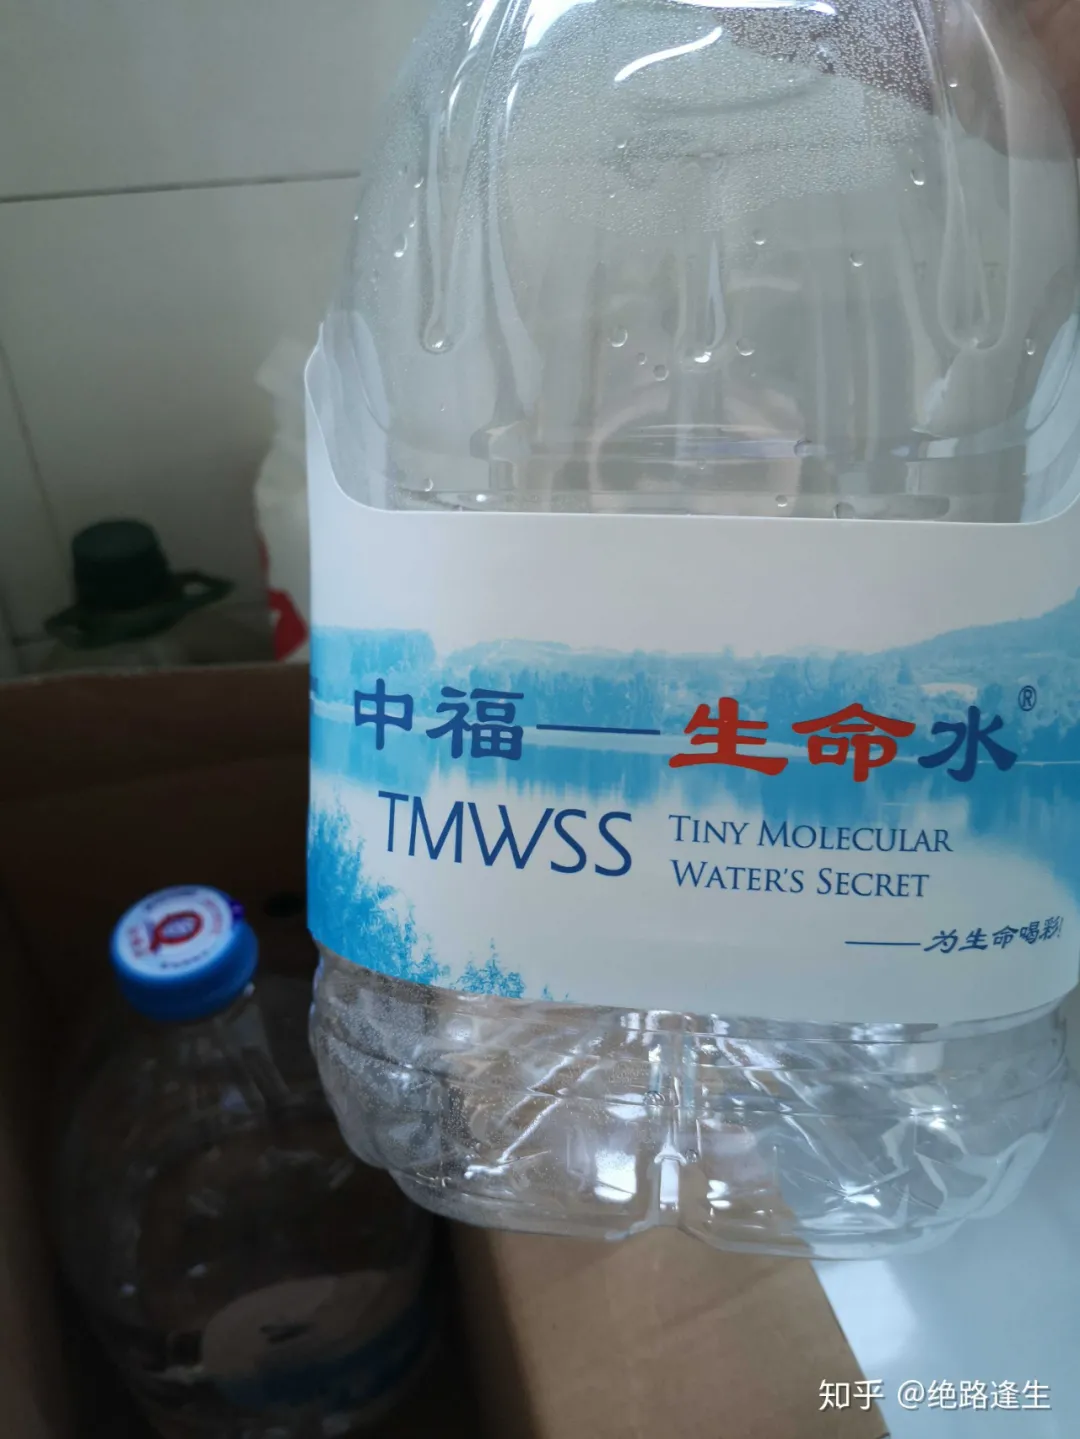 中福——生命水®
TMWSS
TINY MOLECULAR
WATER'S SECRET
——为生命喝彩!
知乎 @绝路逢生